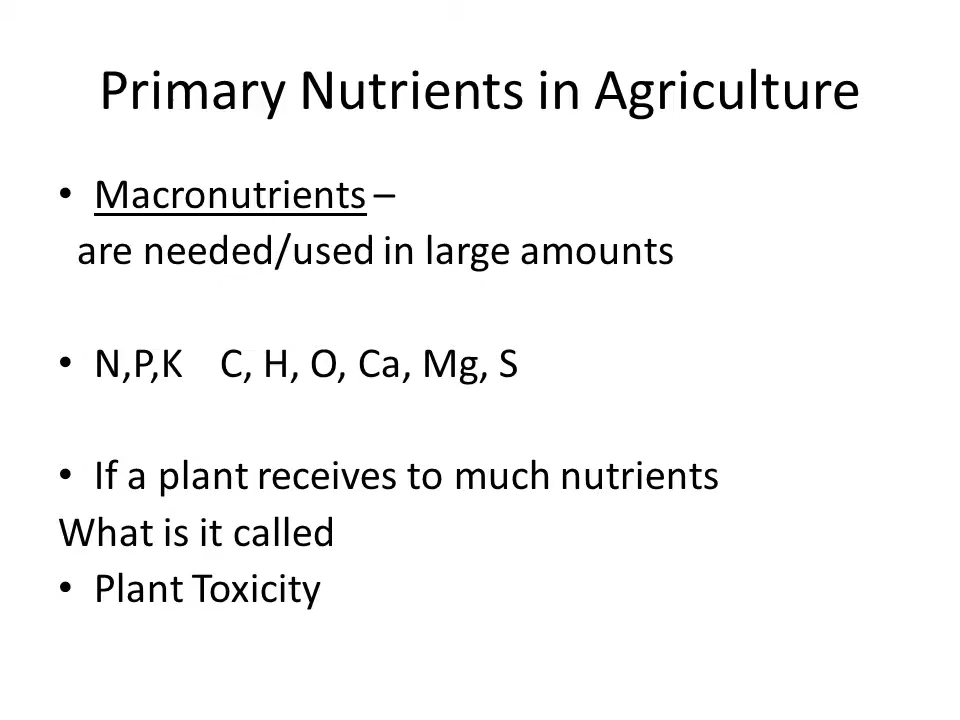 Primary Nutrients in Agriculture
• Macronutrients –
are needed/used in large amounts
• N,P,K C, H, O, Ca, Mg, S
• If a plant receives to much nutrients
What is it called
• Plant Toxicity